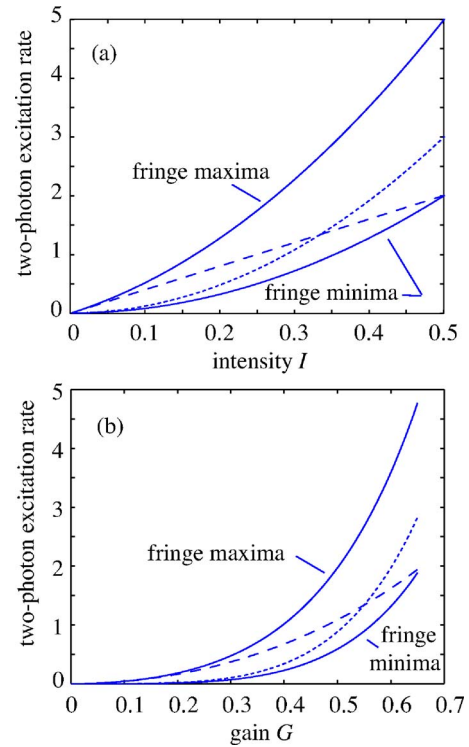 5
(a)
4
3
fringe maxima
2
1
fringe minima
0
0 0.1 0.2 0.3 0.4 0.5
intensity I
two-photon excitation rate
5
(b)
4
3
fringe maxima
2
1
fringe
minima
0
0 0.1 0.2 0.3 0.4 0.5 0.6 0.7
gain G
two-photon excitation rate